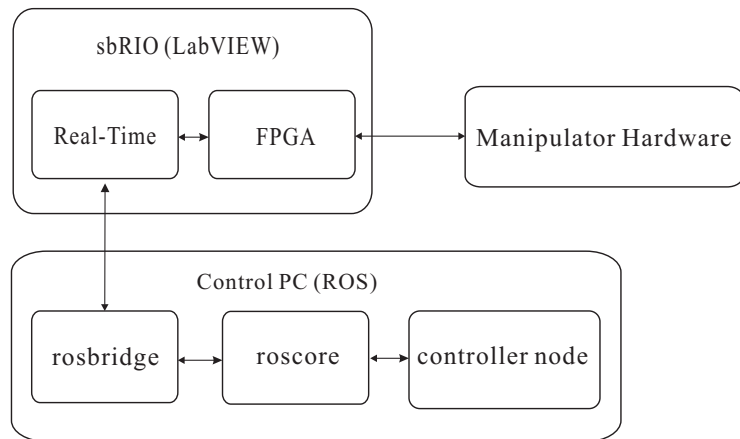 sbRIO (LabVIEW)
Real-Time
FPGA
Manipulator Hardware
Control PC (ROS)
rosbridge
roscore
controller node